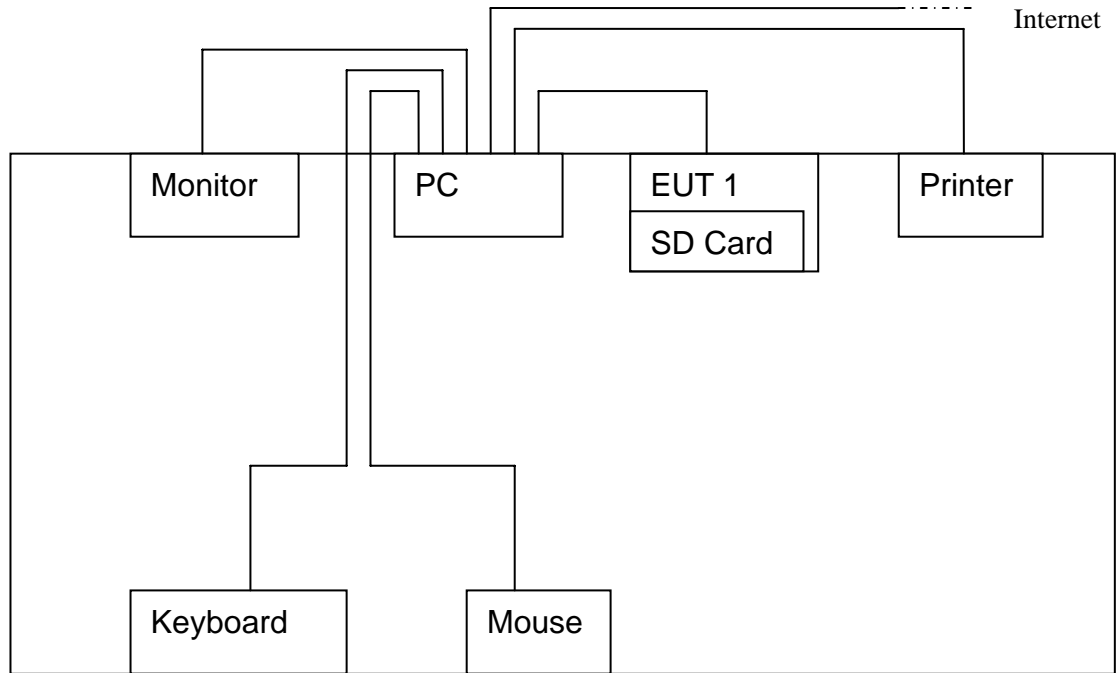 Internet
Monitor
PC
EUT 1
Printer
SD Card
Keyboard
Mouse